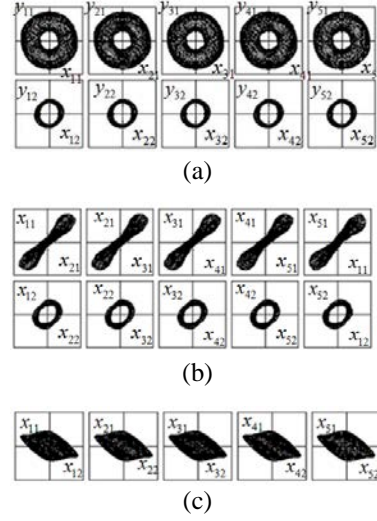 y11 y21 y31 y41 y51
x11 x21 x31 x41 x5
y12 y22 y32 y42 y52
x12 x22 x32 x42 x52
(a)
x11 x21 x31 x41 x51
x21 x31 x41 x51 x11
x12 x22 x32 x42 x52
x22 x32 x42 x52 x12
(b)
x11 x21 x31 x41 x51
x12 x22 x32 x42 x52
(c)